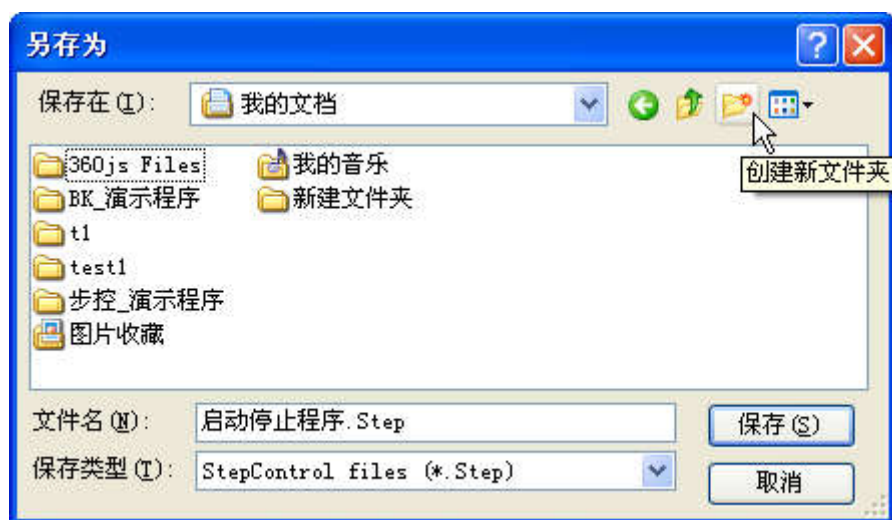 另存为
保存在(I):
我的文档
创建新文件夹
360js Files
我的音乐
BK_演示程序
新建文件夹
t1
test1
步控_演示程序
图片收藏
文件名(N):
启动停止程序.Step
保存(S)
保存类型(T):
StepControl files (*.Step)
取消